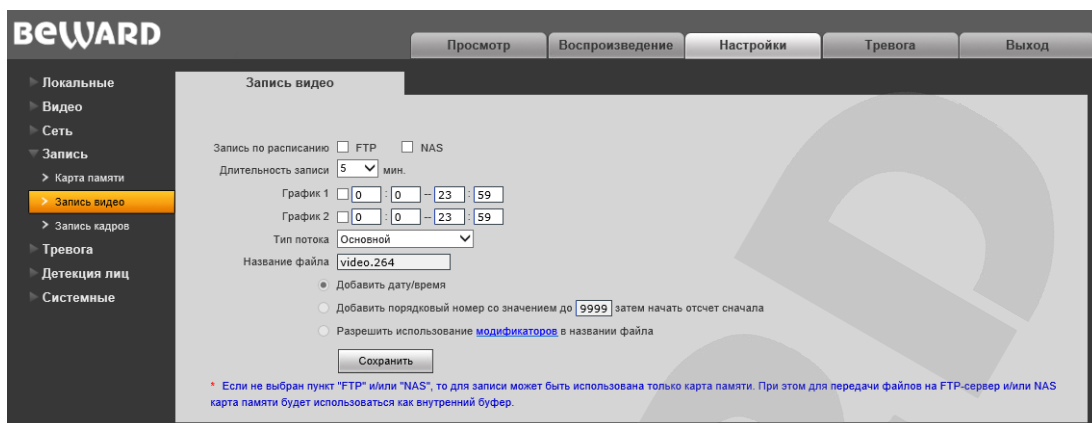 BEWARD
Просмотр Воспроизведение Настройки Тревога Выход
Локальные
Видео
Сеть
Запись
Карта памяти
Запись видео
Запись кадров
Тревога
Детекция лиц
Системные
Запись видео
Запись по расписанию FTP NAS
Длительность записи 5 мин.
График 1 0 : 0 -- 23 : 59
График 2 0 : 0 -- 23 : 59
Тип потока Основной
Название файла video.264
Добавить дату/время
Добавить порядковый номер со значением до 9999 затем начать отсчет сначала
Разрешить использование модификаторов в названии файла
Сохранить
* Если не выбран пункт "FTP" и/или "NAS", то для записи может быть использована только карта памяти. При этом для передачи файлов на FTP-сервер и/или NAS
карта памяти будет использоваться как внутренний буфер.